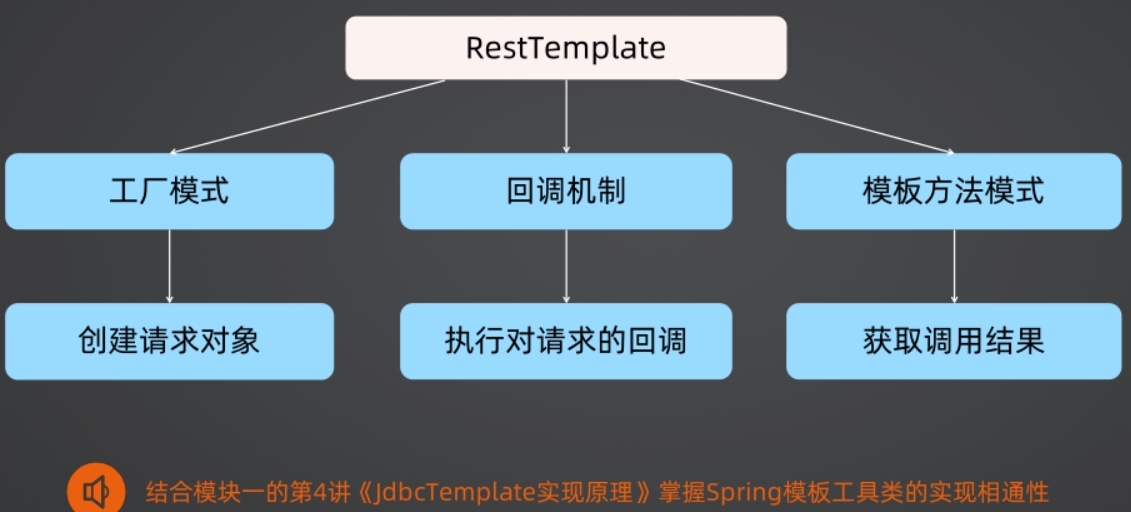 RestTemplate
工厂模式
回调机制
模板方法模式
创建请求对象
执行对请求的回调
获取调用结果
结合模块一的第4讲《JdbcTemplate实现原理》掌握Spring模板工具类的实现相通性